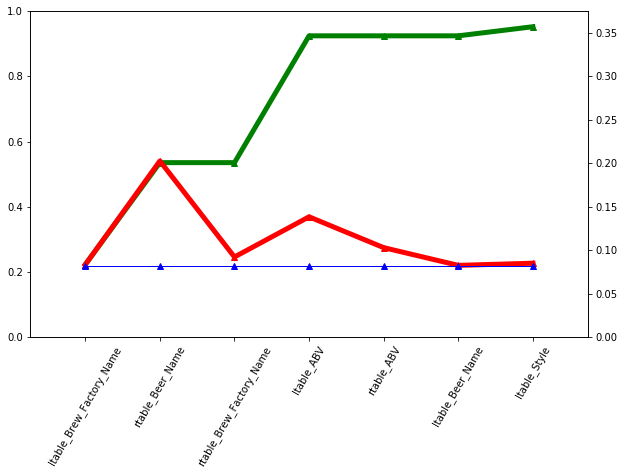 1.0
0.8
0.6
0.4
0.2
0.0
0.35
0.30
0.25
0.20
0.15
0.10
0.05
0.00
ltable_Brew_Factory_Name
rtable_Beer_Name
rtable_Brew_Factory_Name
ltable_ABV
rtable_ABV
ltable_Beer_Name
ltable_Style